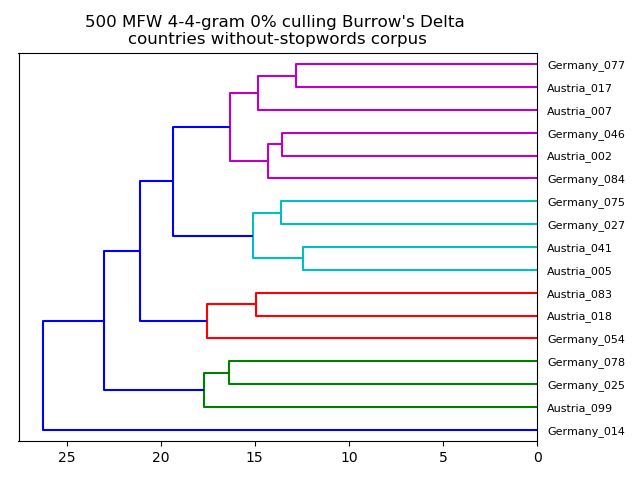 500 MFW 4-4-gram 0% culling Burrow's Delta
countries without-stopwords corpus
Germany_077
Austria_017
Austria_007
Germany_046
Austria_002
Germany_084
Germany_075
Germany_027
Austria_041
Austria_005
Austria_083
Austria_018
Germany_054
Germany_078
Germany_025
Austria_099
Germany_014
25 20 15 10 5 0